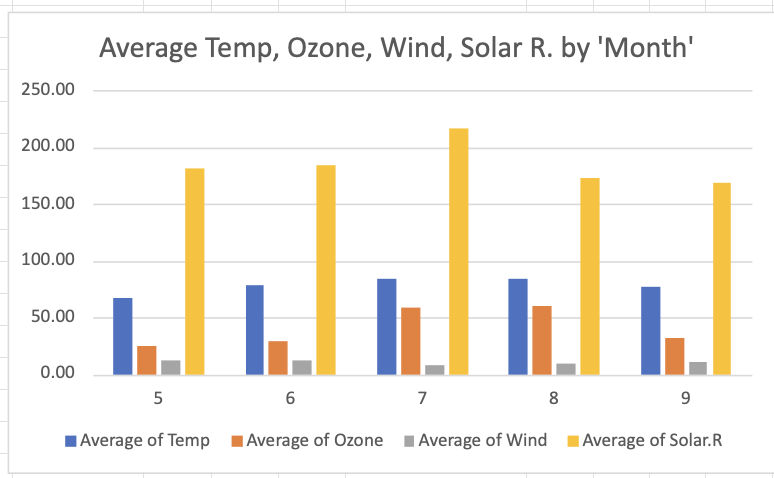 Average Temp, Ozone, Wind, Solar R. by 'Month'
250.00
200.00
150.00
100.00
50.00
0.00
5 6 7 8 9
Average of Temp Average of Ozone Average of Wind Average of Solar.R